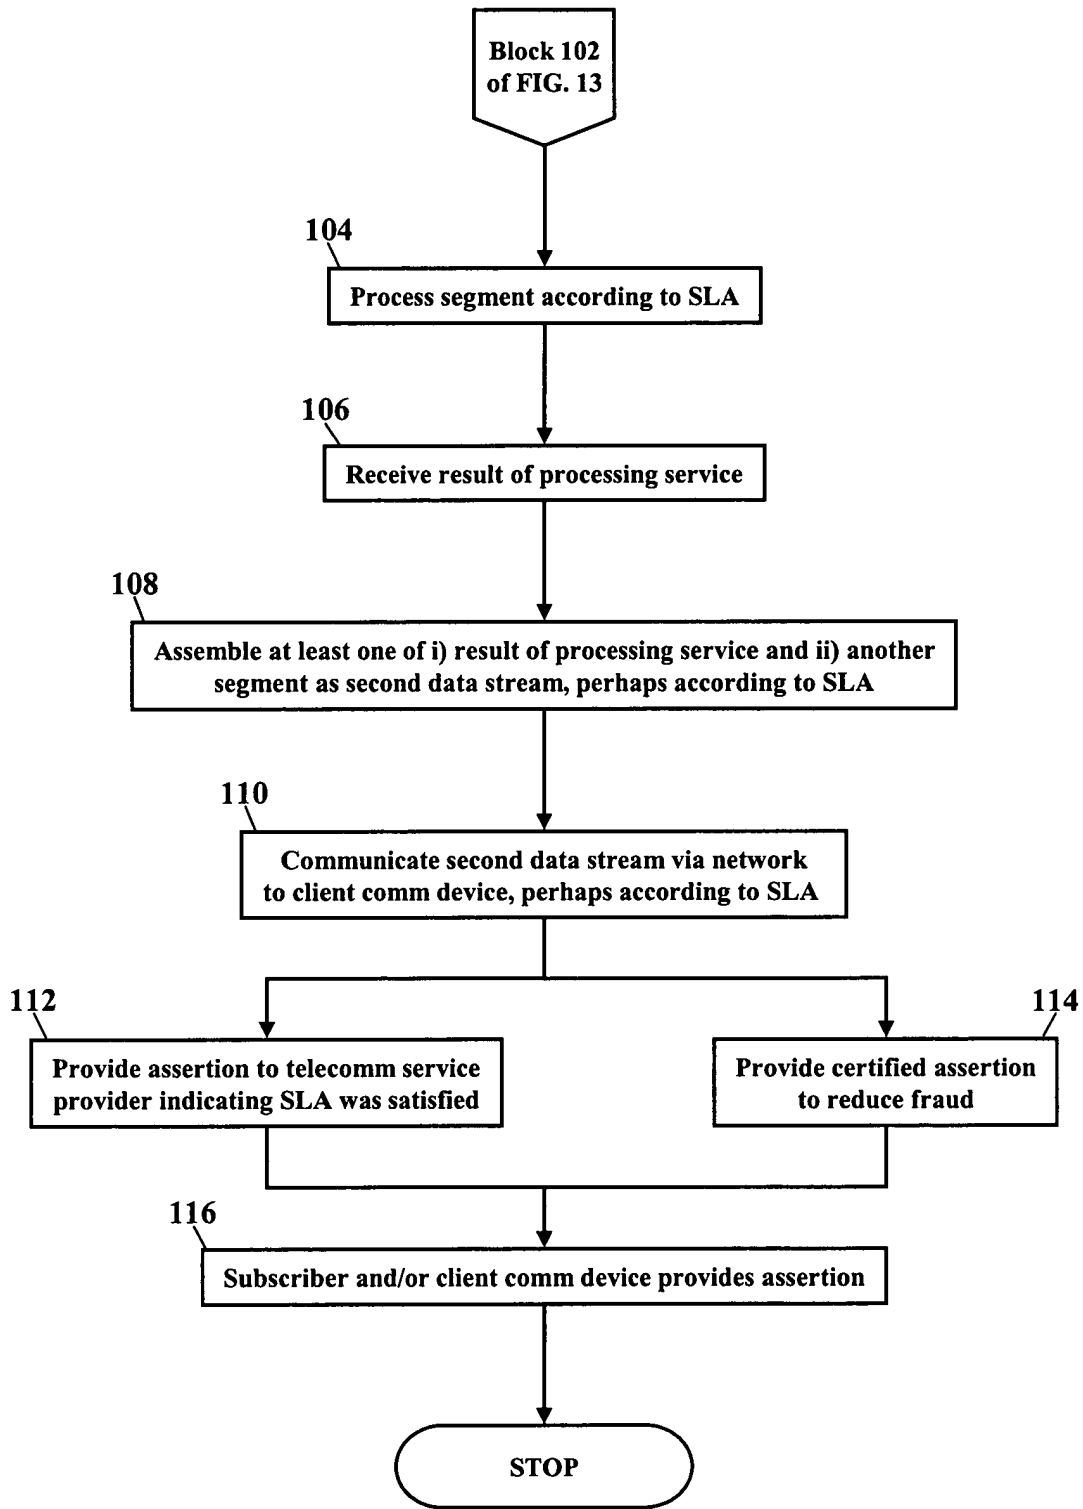 Block 102
of FIG. 13
104
Process segment according to SLA
106
Receive result of processing service
108
Assemble at least one of i) result of processing service and ii) another
segment as second data stream, perhaps according to SLA
110
Communicate second data stream via network
to client comm device, perhaps according to SLA
112
Provide assertion to telecomm service
provider indicating SLA was satisfied
114
Provide certified assertion
to reduce fraud
116
Subscriber and/or client comm device provides assertion
STOP